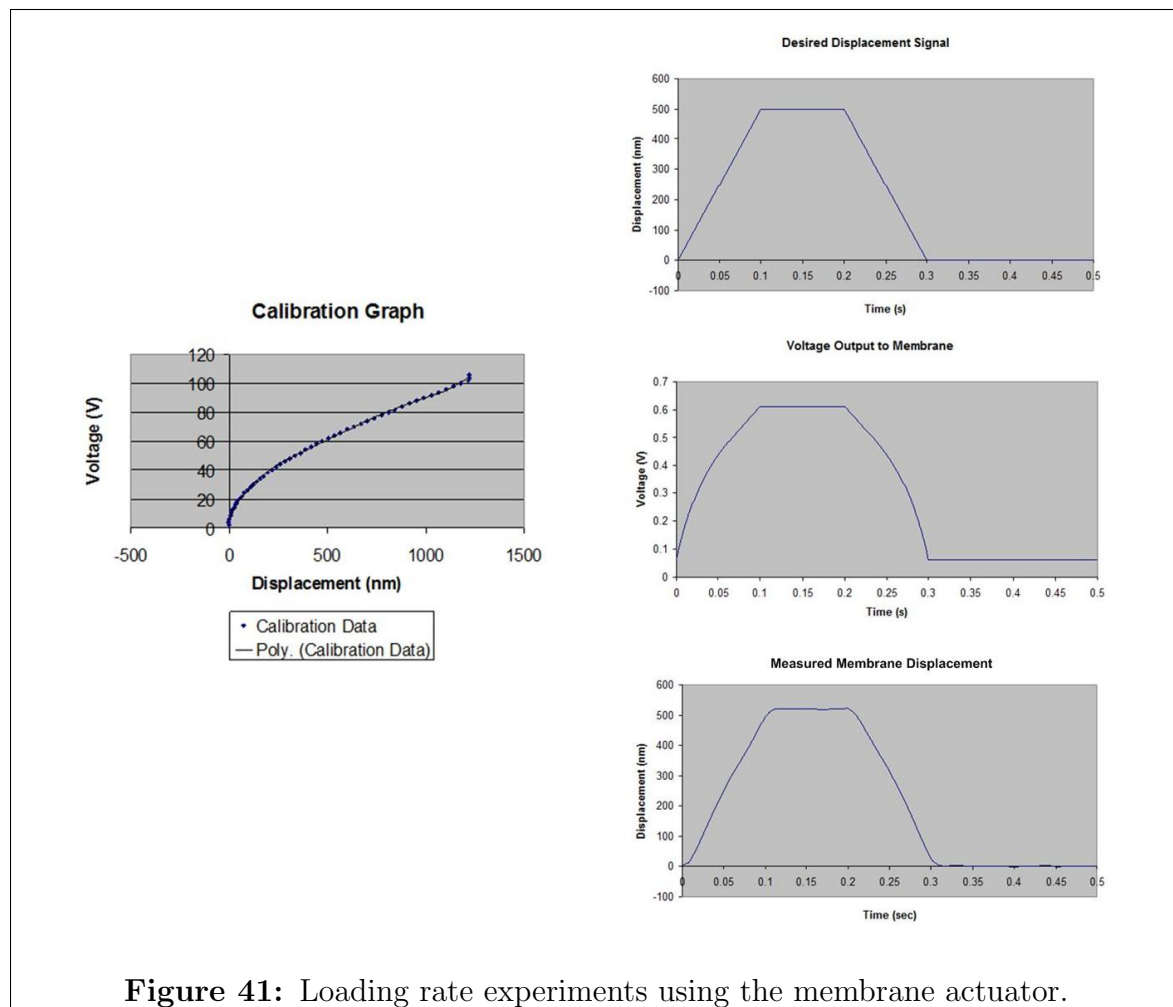 Desired Displacement Signal
600
500
400
300
200
100
0
-100
Displacement (nm)
0 0.05 0.1 0.15 0.2 0.25 0.3 0.35 0.4 0.45 0.5
Time (s)
Calibration Graph
120
100
80
60
40
20
0
Voltage (V)
-500 0 500 1000 1500
Displacement (nm)
Calibration Data
Poly. (Calibration Data)
Voltage Output to Membrane
0.7
0.6
0.5
0.4
0.3
0.2
0.1
0
Voltage (V)
0 0.05 0.1 0.15 0.2 0.25 0.3 0.35 0.4 0.45 0.5
Time (s)
Measured Membrane Displacement
600
500
400
300
200
100
0
-100
Displacement (nm)
0 0.05 0.1 0.15 0.2 0.25 0.3 0.35 0.4 0.45 0.5
Time (sec)
Figure 41: Loading rate experiments using the membrane actuator.